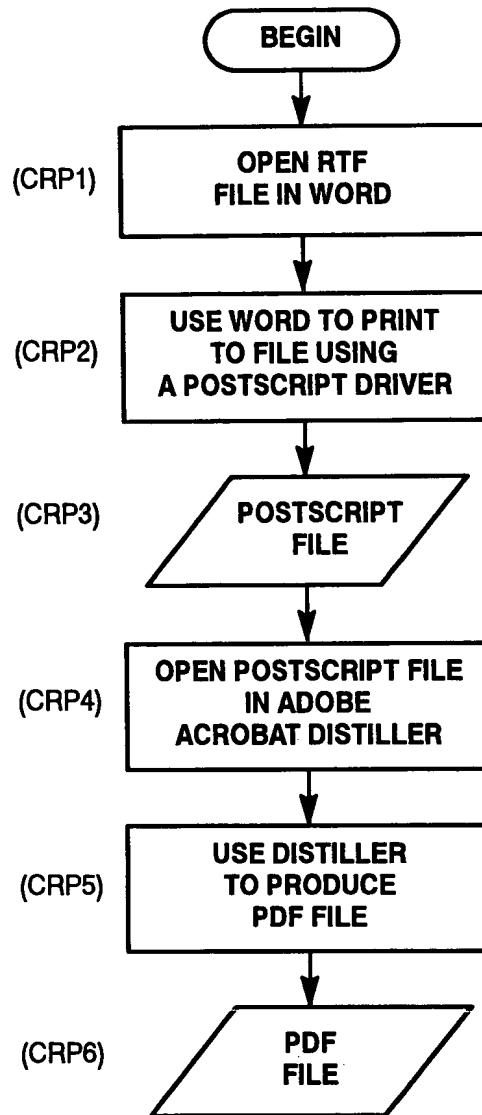 BEGIN
(CRP1)
OPEN RTF
FILE IN WORD
(CRP2)
USE WORD TO PRINT
TO FILE USING
A POSTSCRIPT DRIVER
(CRP3)
POSTSCRIPT
FILE
(CRP4)
OPEN POSTSCRIPT FILE
IN ADOBE
ACROBAT DISTILLER
(CRP5)
USE DISTILLER
TO PRODUCE
PDF FILE
(CRP6)
PDF
FILE